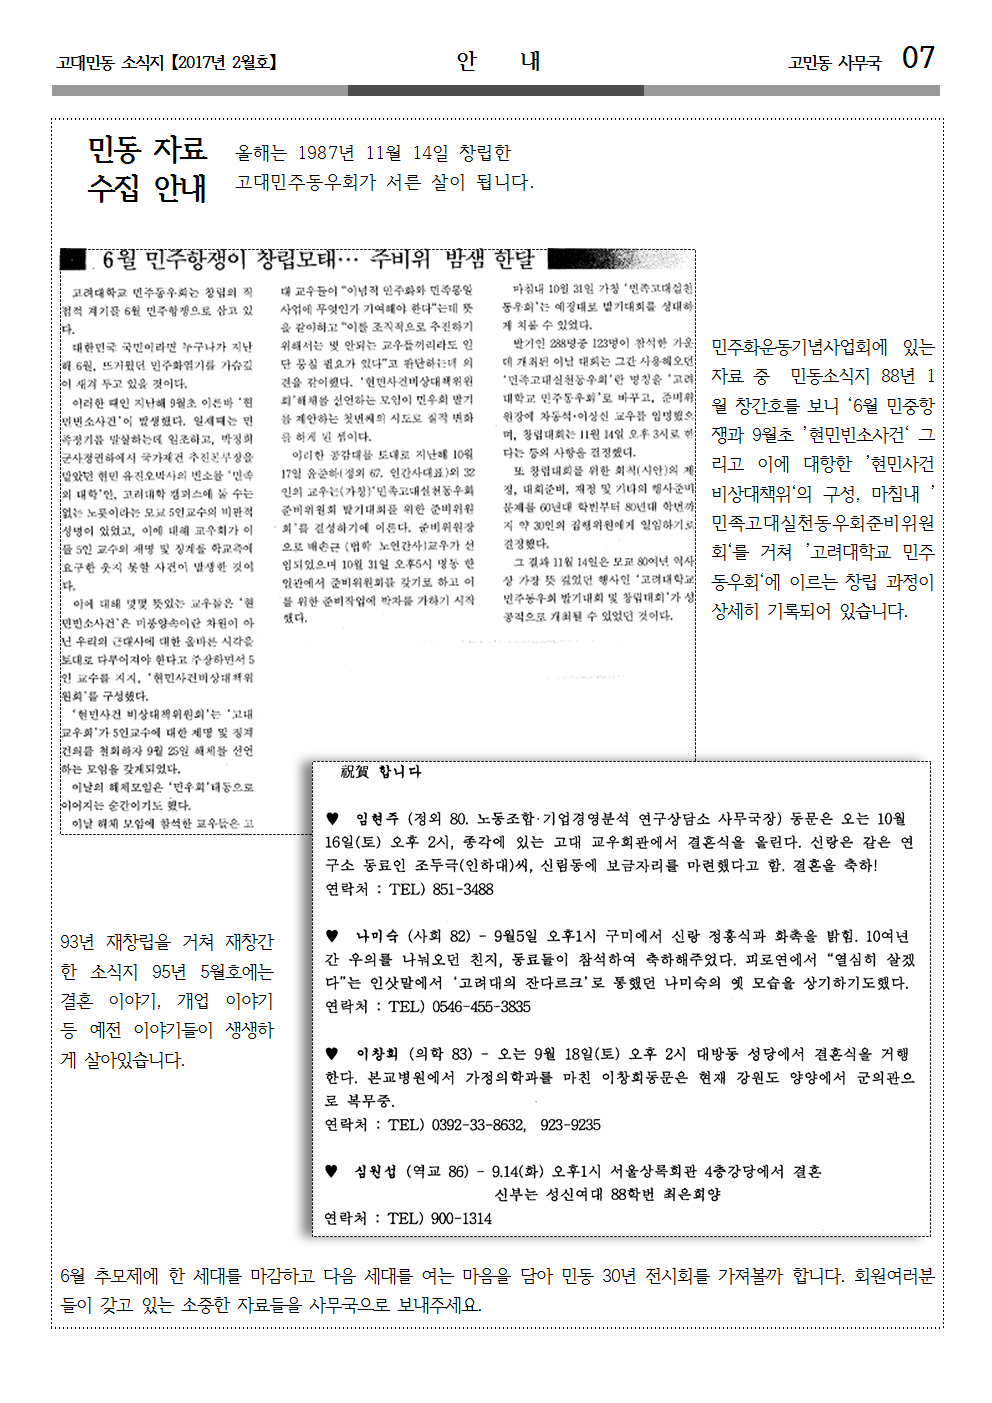 고대민동 소식지【2017년 2월호】
안 내
고민동 사무국 07
민동 자료
수집 안내
올해는 1987년 11월 14일 창립한
고대민주동우회가 서른 살이 됩니다.
6월 민주항쟁이 창립모태… 주비위 밤샘 한달
고려대학교 민주동우회는 창립의 직
접적 계기를 6월 민주항쟁으로 삼고 있
다.
대한민국 국민이라면 누구나가 지난
해 6월, 뜨거웠던 민주화열기를 가슴깊
이 새겨 두고 있을 것이다.
이러한 때인 지난해 9월초 이른바 ‘현
민빈소사건’이 발생했다. 일제때는 민
족정기를 말살하는데 일조하고, 박정희
군사정권하에서 국가재건 추진본부장을
맡았던 현민 유진오박사의 빈소를 ‘민족
의 대학’인, 고려대학 캠퍼스에 둘 수는
없는 노릇이라는 모교 5인교수의 비판적
성명이 있었고, 이에 대해 교우회가 이
들 5인 교수의 제명 및 징계를 학교측에
요구한 웃지 못할 사건이 발생한 것이
다.
이에 대해 몇몇 뜻있는 교우들은 ‘현
민빈소사건’은 미풍양속이란 차원이 아
닌 우리의 근대사에 대한 올바른 시각을
토대로 다루어져야 한다고 주장하면서 5
인 교수를 지지, ‘현민사건비상대책위
원회’를 구성했다.
‘현민사건 비상대책위원회’는 ‘고대
교우회’가 5인교수에 대한 제명 및 징계
건의를 철회하자 9월 25일 해체를 선언
하는 모임을 갖게되었다.
이날의 해체모임은 ‘민우회’태동으로
이어지는 순간이기도 했다.
이날 해체 모임에 참석한 교우들은 고
대 교우들이 “이념적 민주화와 민족통일
사업에 무엇인가 기여해야 한다”는데 뜻
을 같이하고 “이를 조직적으로 추진하기
위해서는 몇 안되는 교우들끼리라도 일
단 뭉칠 필요가 있다”고 판단하는데 의
견을 같이했다. ‘현민사건비상대책위원
회’해체를 선언하는 모임이 민우회 발기
를 제안하는 첫번째의 시도로 질적 변화
를 하게 된 셈이다.
이러한 공감대를 토대로 지난해 10월
17일 윤준하(정외 67. 인간사대표)외 32
인의 교우는(가칭)‘민족고대실천동우회
준비위원회 발기대회를 위한 준비위원
회’를 결성하기에 이른다. 준비위원장
으로 배손근 (법학 노연간사)교우가 선
임되었으며 10월 31일 오후5시 명동 한
일관에서 준비위원회를 갖기로 하고 이
를 위한 준비작업에 박차를 가하기 시작
했다.
마침내 10월 31일 가칭 ‘민족고대실천
동우회’는 예정대로 발기대회를 성대하
게 치룰 수 있었다.
발기인 288명중 123명이 참석한 가운
데 개최된 이날 대회는 그간 사용해오던
‘민족고대실천동우회’란 명칭을 ‘고려
대학교 민주동우회’로 바꾸고, 준비위
원장에 차동석·이상신 교우를 임명했으
며, 창립대회는 11월 14일 오후 3시로 한
다는 등의 사항을 결정했다.
또 창립대회를 위한 회칙(시안)의 제
정, 대회준비, 재정 및 기타의 행사준비
문제를 60년대 학번부터 80년대 학번까
지 약 30인의 집행위원에게 일임하기로
결정했다.
그 결과 11월 14일은 모교 80여년 역사
상 가장 뜻 깊었던 행사인 ‘고려대학교
민주동우회 발기대회 및 창립대회’가 성
공적으로 개최될 수 있었던 것이다.
민주화운동기념사업회에 있는
자료 중 민동소식지 88년 1
월 창간호를 보니 ‘6월 민중항
쟁과 9월초 ’현민빈소사건‘ 그
리고 이에 대항한 ’현민사건
비상대책위‘의 구성, 마침내 ’
민족고대실천동우회준비위원
회‘를 거쳐 ’고려대학교 민주
동우회‘에 이르는 창립 과정이
상세히 기록되어 있습니다.
祝賀 합니다
♥ 임현주 (정외 80. 노동조합·기업경영분석 연구상담소 사무국장) 동문은 오는 10월
16일(토) 오후 2시, 종각에 있는 고대 교우회관에서 결혼식을 올린다. 신랑은 같은 연
구소 동료인 조두극(인하대)씨, 신림동에 보금자리를 마련했다고 함. 결혼을 축하!
연락처 : TEL) 851-3488
♥ 나미숙 (사회 82) - 9월5일 오후1시 구미에서 신랑 정홍식과 화촉을 밝힘. 10여년
간 우의를 나눠오던 친지, 동료들이 참석하여 축하해주었다. 피로연에서 “열심히 살겠
다”는 인삿말에서 ‘고려대의 잔다르크’로 통했던 나미숙의 옛 모습을 상기하기도했다.
연락처 : TEL) 0546-455-3835
♥ 이창희 (의학 83) - 오는 9월 18일(토) 오후 2시 대방동 성당에서 결혼식을 거행
한다. 본교병원에서 가정의학과를 마친 이창희동문은 현재 강원도 양양에서 군의관으
로 복무중.
연락처 : TEL) 0392-33-8632, 923-9235
♥ 심원섭 (역교 86) - 9.14(화) 오후1시 서울상록회관 4층강당에서 결혼
신부는 성신여대 88학번 최은희양
연락처 : TEL) 900-1314
93년 재창립을 거쳐 재창간
한 소식지 95년 5월호에는
결혼 이야기, 개업 이야기
등 예전 이야기들이 생생하
게 살아있습니다.
6월 추모제에 한 세대를 마감하고 다음 세대를 여는 마음을 담아 민동 30년 전시회를 가져볼까 합니다. 회원여러분
들이 갖고 있는 소중한 자료들을 사무국으로 보내주세요.